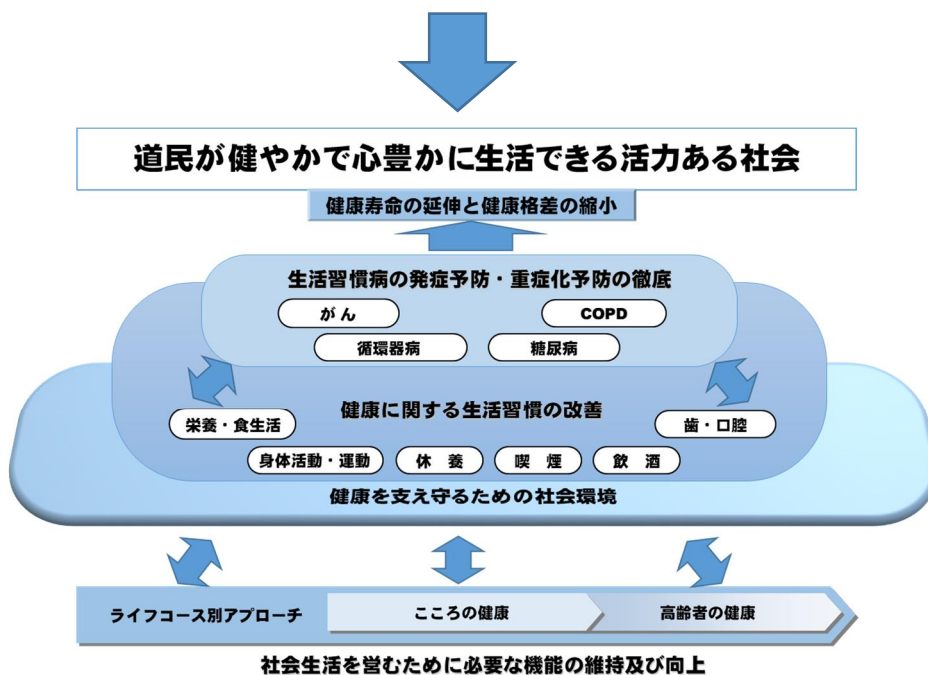 道民が健やかで心豊かに生活できる活力ある社会
健康寿命の延伸と健康格差の縮小
生活習慣病の発症予防・重症化予防の徹底
がん
COPD
循環器病
糖尿病
健康に関する生活習慣の改善
栄養・食生活
歯・口腔
身体活動・運動
休養
喫煙
飲酒
健康を支え守るための社会環境
ライフコース別アプローチ
こころの健康
高齢者の健康
社会生活を営むために必要な機能の維持及び向上